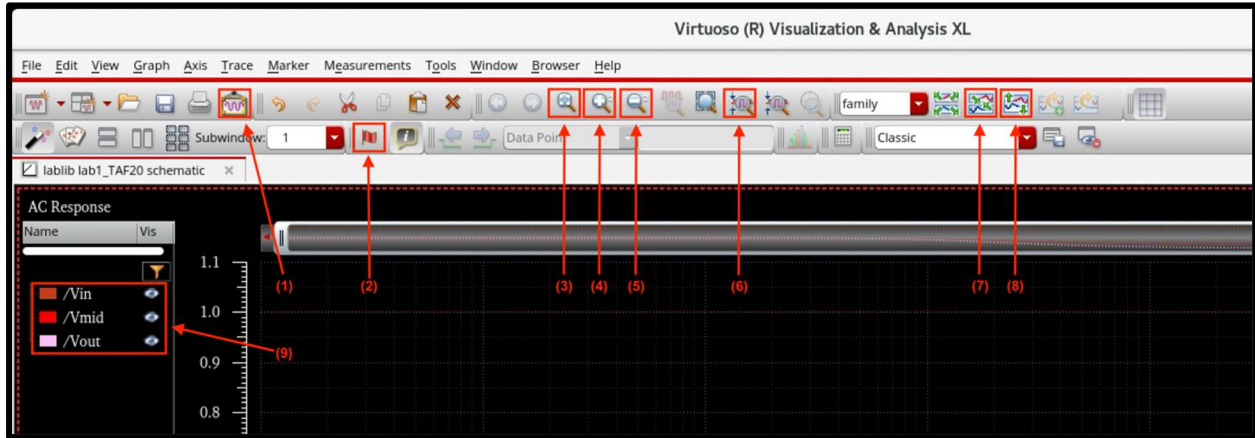 Virtuoso (R) Visualization & Analysis XL
File Edit View Graph Axis Trace Marker Measurements Tools Window Browser Help
family
Subwindow: 1 Data Point Classic
lablib lab1_TAF20 schematic ×
AC Response
Name Vis
1.1
(1) (2) (3) (4) (5) (6) (7) (8)
/Vin
/Vmid 1.0
/Vout
(9)
0.9
0.8